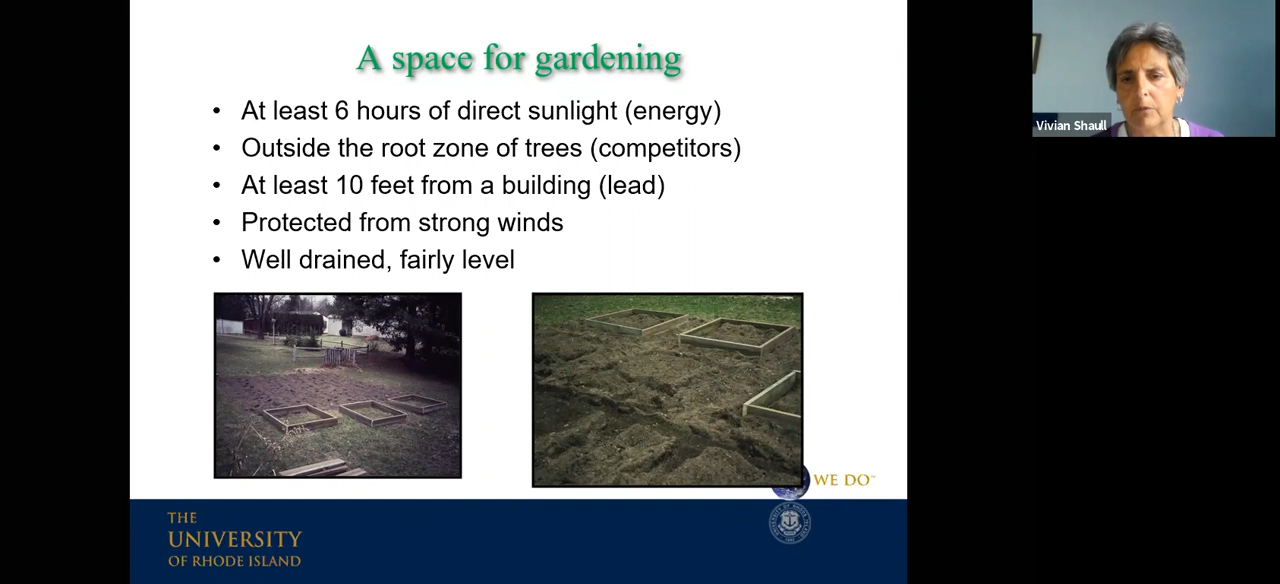 A space for gardening
• At least 6 hours of direct sunlight (energy)
• Outside the root zone of trees (competitors)
• At least 10 feet from a building (lead)
• Protected from strong winds
• Well drained, fairly level
WE DO™
THE
UNIVERSITY
OF RHODE ISLAND
Vivian Shaull